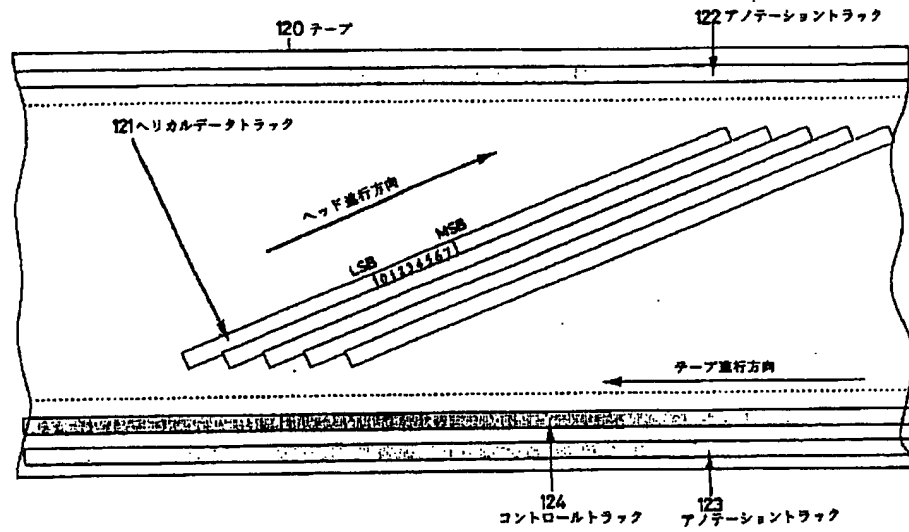 120 テープ
122 アノテーショントラック
121 ヘリカルデータトラック
ヘッド進行方向
LSB
MSB
01234567
テープ進行方向
124
コントロールトラック
123
アノテーショントラック